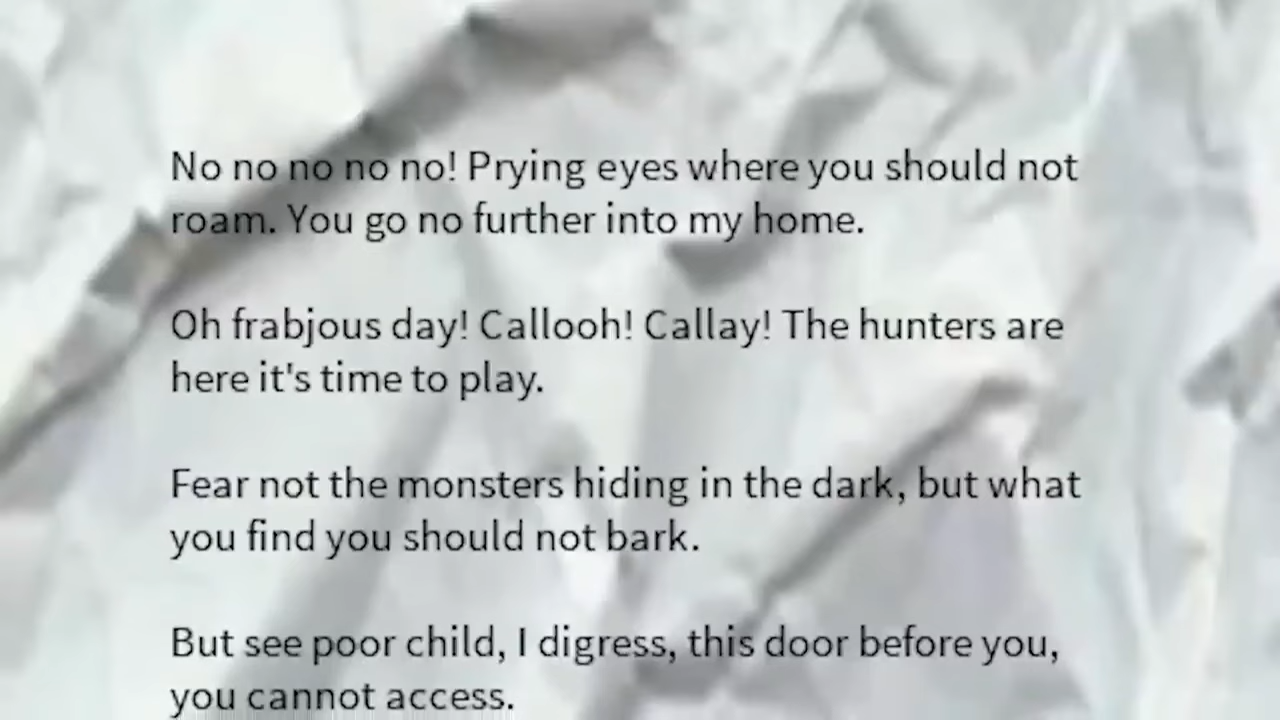 No no no no no! Prying eyes where you should not
roam. You go no further into my home.
Oh frabjous day! Callooh! Callay! The hunters are
here it's time to play.
Fear not the monsters hiding in the dark, but what
you find you should not bark.
But see poor child, I digress, this door before you,
you cannot access.